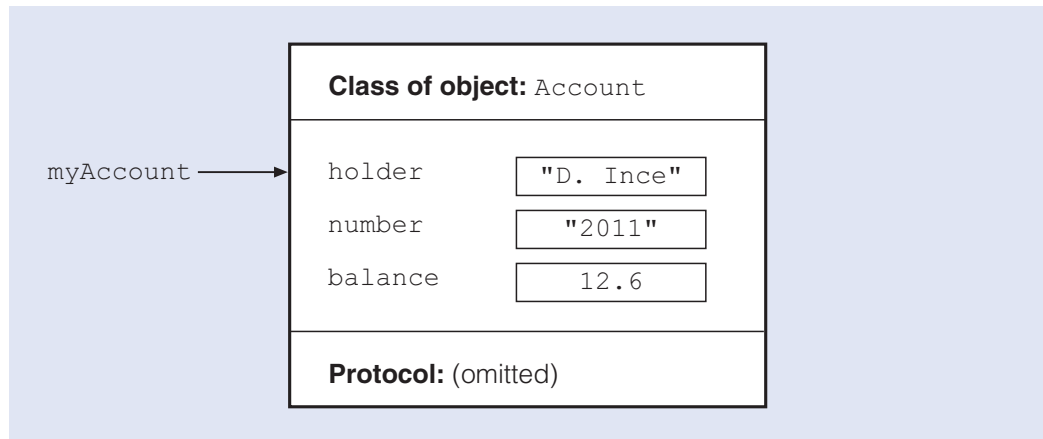 Class of object: Account
myAccount
holder "D. Ince"
number "2011"
balance 12.6
Protocol: (omitted)